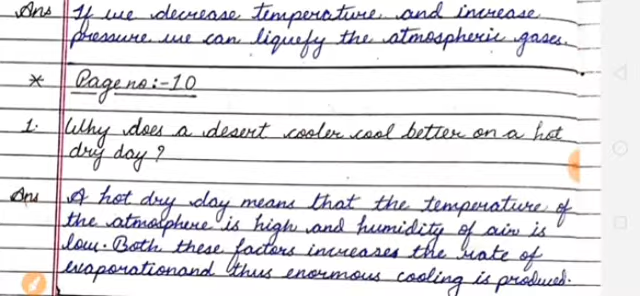 Ans If we decrease temperature and increase
pressure we can liquefy the atmospheric gases.
* Page no:-10
1. Why does a desert cooler cool better on a hot
dry day?
Ans A hot dry day means that the temperature of
the atmosphere is high and humidity of air is
low. Both these factors increases the rate of
evaporationand thus enormous cooling is produced.